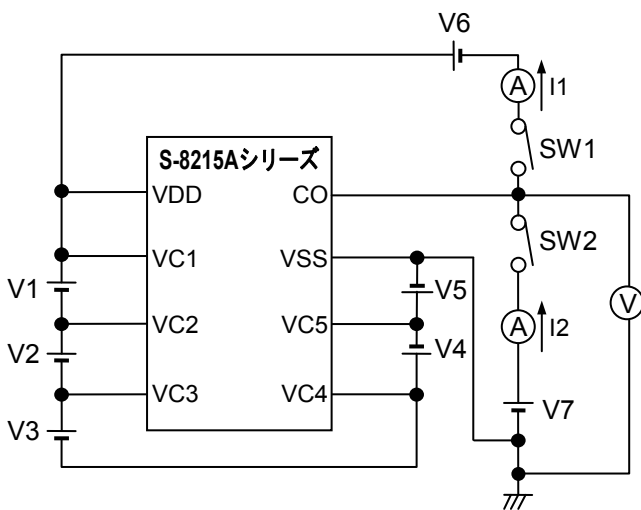 V6
A
I1
SW1
S-8215Aシリーズ
VDD
CO
SW2
VC1
VSS
V1
V5
V
A
I2
VC2
VC5
V2
V4
VC3
VC4
V7
V3